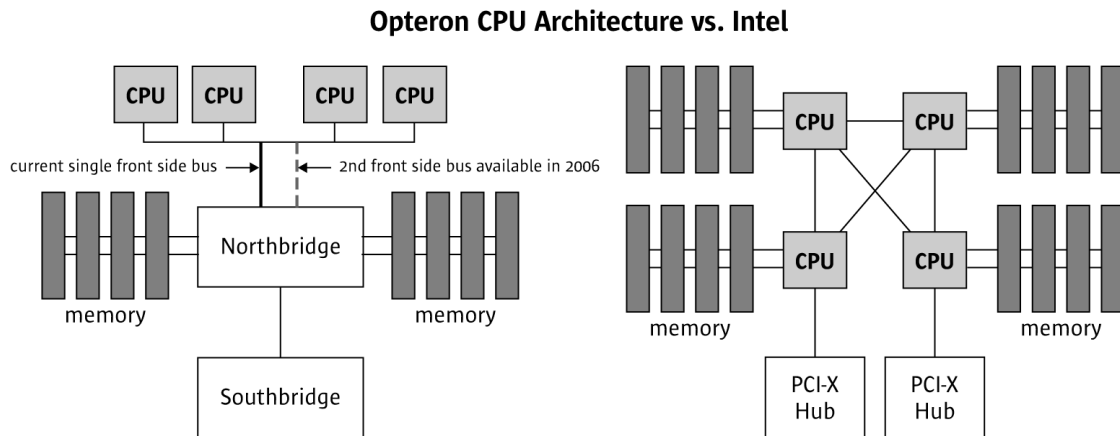 Opteron CPU Architecture vs. Intel
CPU
CPU
CPU
CPU
current single front side bus
2nd front side bus available in 2006
Northbridge
memory
memory
Southbridge
CPU
CPU
CPU
CPU
memory
memory
PCI-X
Hub
PCI-X
Hub